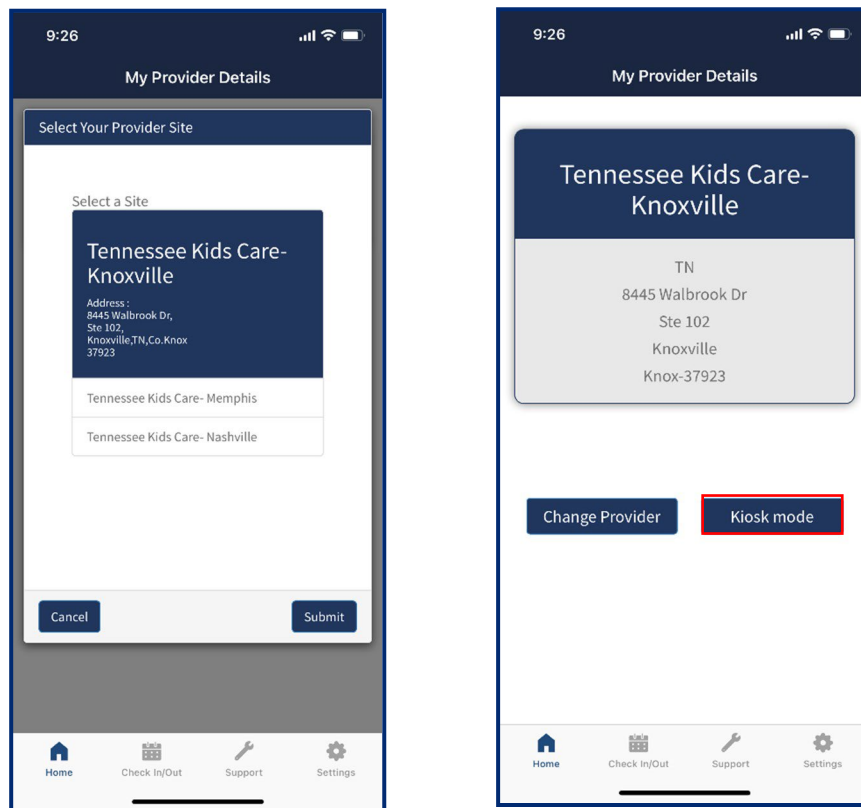 9:26
My Provider Details
Select Your Provider Site
Select a Site
Tennessee Kids Care-
Knoxville
Address :
8445 Walbrook Dr,
Ste 102,
Knoxville,TN,Co.Knox
37923
Tennessee Kids Care- Memphis
Tennessee Kids Care- Nashville
Cancel
Submit
Home
Check In/Out
Support
Settings
9:26
My Provider Details
Tennessee Kids Care-
Knoxville
TN
8445 Walbrook Dr
Ste 102
Knoxville
Knox-37923
Change Provider
Kiosk mode
Home
Check In/Out
Support
Settings